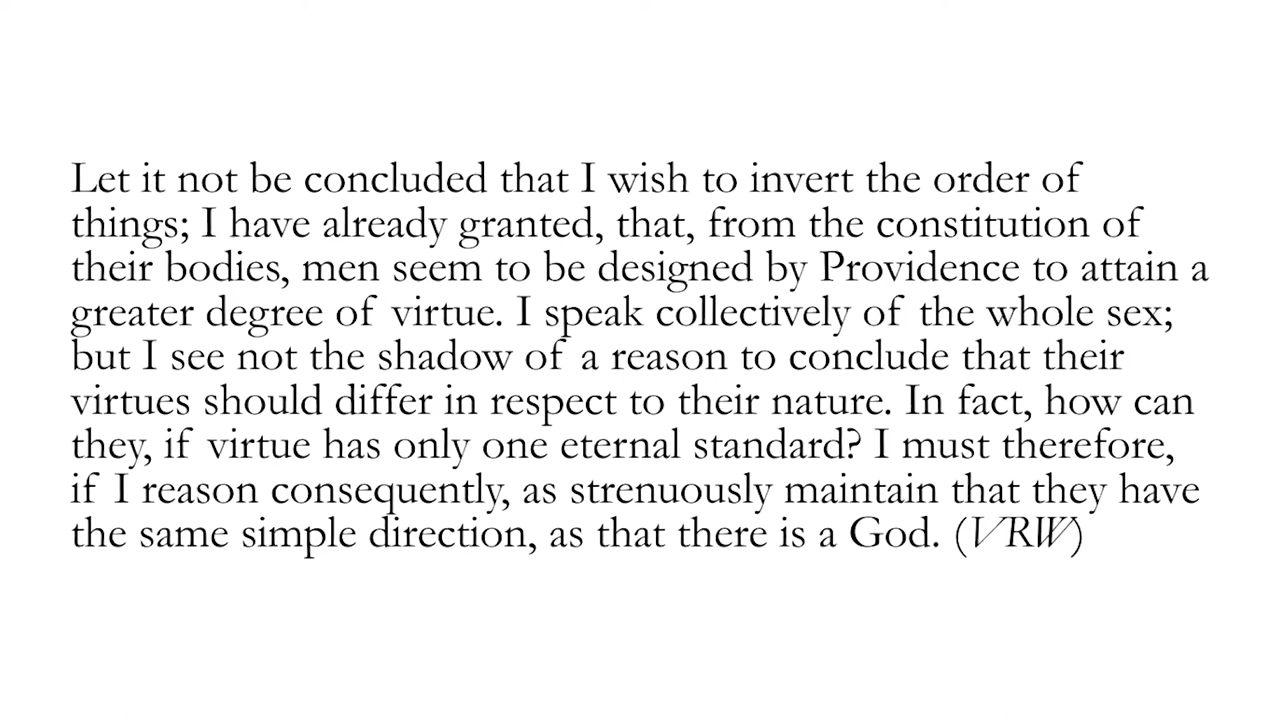 Let it not be concluded that I wish to invert the order of
things; I have already granted, that, from the constitution of
their bodies, men seem to be designed by Providence to attain a
greater degree of virtue. I speak collectively of the whole sex;
but I see not the shadow of a reason to conclude that their
virtues should differ in respect to their nature. In fact, how can
they, if virtue has only one eternal standard? I must therefore,
if I reason consequently, as strenuously maintain that they have
the same simple direction, as that there is a God. (VRW)